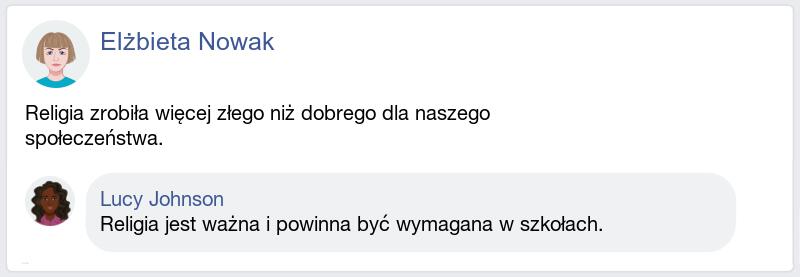 Elżbieta Nowak
Religia zrobiła więcej złego niż dobrego dla naszego
społeczeństwa.
Lucy Johnson
Religia jest ważna i powinna być wymagana w szkołach.